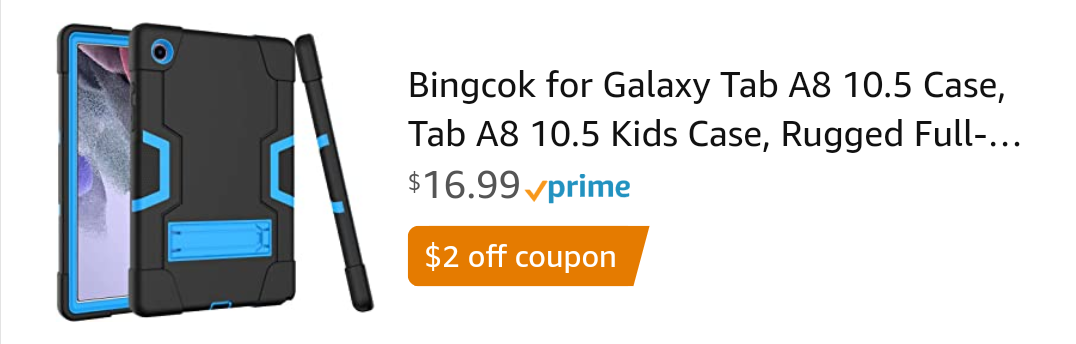 Bingcok for Galaxy Tab A8 10.5 Case,
Tab A8 10.5 Kids Case, Rugged Full-...
$16.99 prime
$2 off coupon